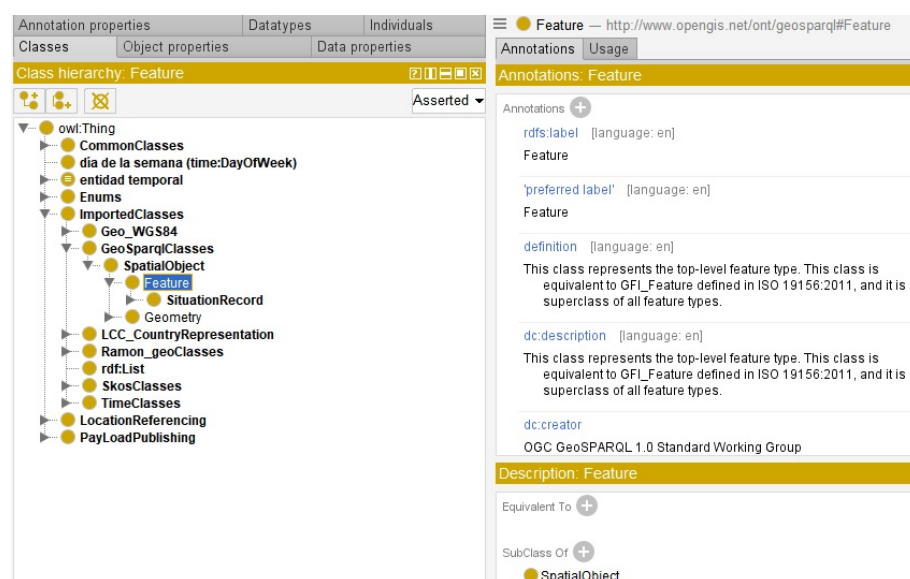 Annotation properties Datatypes Individuals
Classes Object properties Data properties
Class hierarchy: Feature
Asserted
owl:Thing
CommonClasses
día de la semana (time:DayOfWeek)
entidad temporal
Enums
ImportedClasses
Geo_WGS84
GeoSparqlClasses
SpatialObject
Feature
SituationRecord
Geometry
LCC_CountryRepresentation
Ramon_geoClasses
rdf:List
SkosClasses
TimeClasses
LocationReferencing
PayLoadPublishing
Feature — http://www.opengis.net/ont/geosparql#Feature
Annotations Usage
Annotations: Feature
Annotations
rdfs:label [language: en]
Feature
'preferred label' [language: en]
Feature
definition [language: en]
This class represents the top-level feature type. This class is
equivalent to GFI_Feature defined in ISO 19156:2011, and it is
superclass of all feature types.
dc:description [language: en]
This class represents the top-level feature type. This class is
equivalent to GFI_Feature defined in ISO 19156:2011, and it is
superclass of all feature types.
dc:creator
OGC GeoSPARQL 1.0 Standard Working Group
Description: Feature
Equivalent To
SubClass Of
SpatialObject